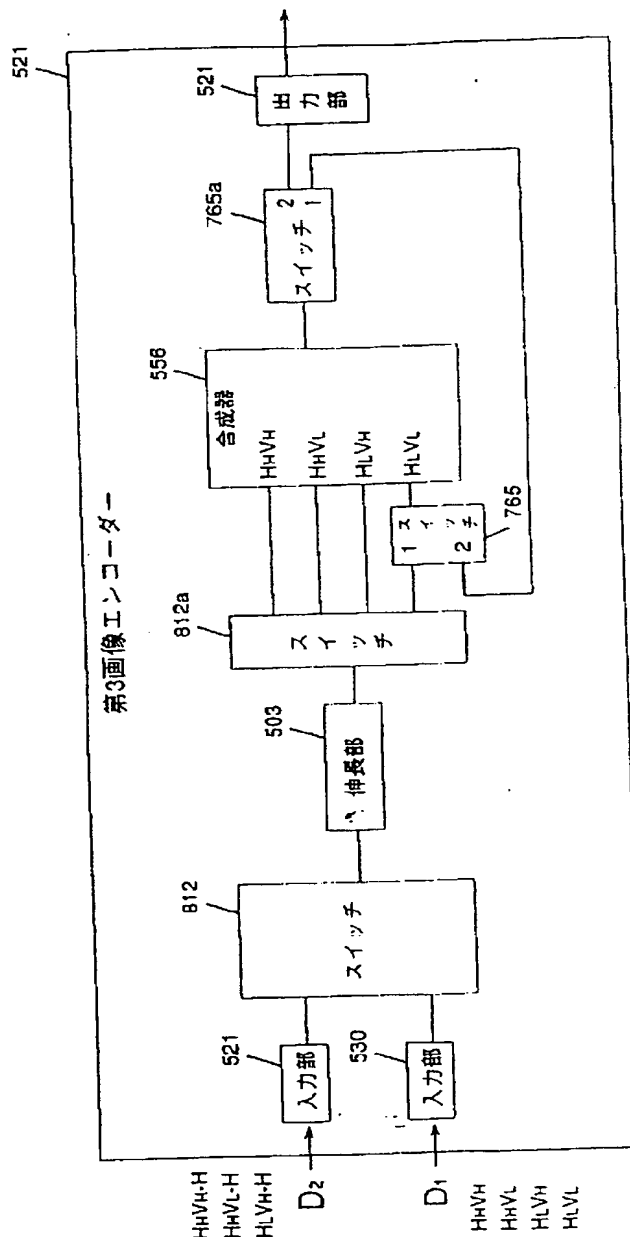 第3画像エンコーダー
521
HHVH-H
HHVL-H
HLVH-H
D2
D1
HHVH
HHVL
HLVH
HLVL
521
入力部
530
入力部
812
スイッチ
503
伸長部
812a
スイッチ
1
2
スイッチ
765
556
合成器
HHVH
HHVL
HLVH
HLVL
765a
スイッチ
2
1
521
出力部